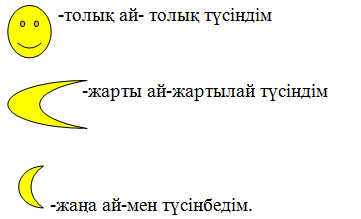 -толық ай- толық түсіндім
-жарты ай-жартылай түсіндім
-жаңа ай-мен түсінбедім.